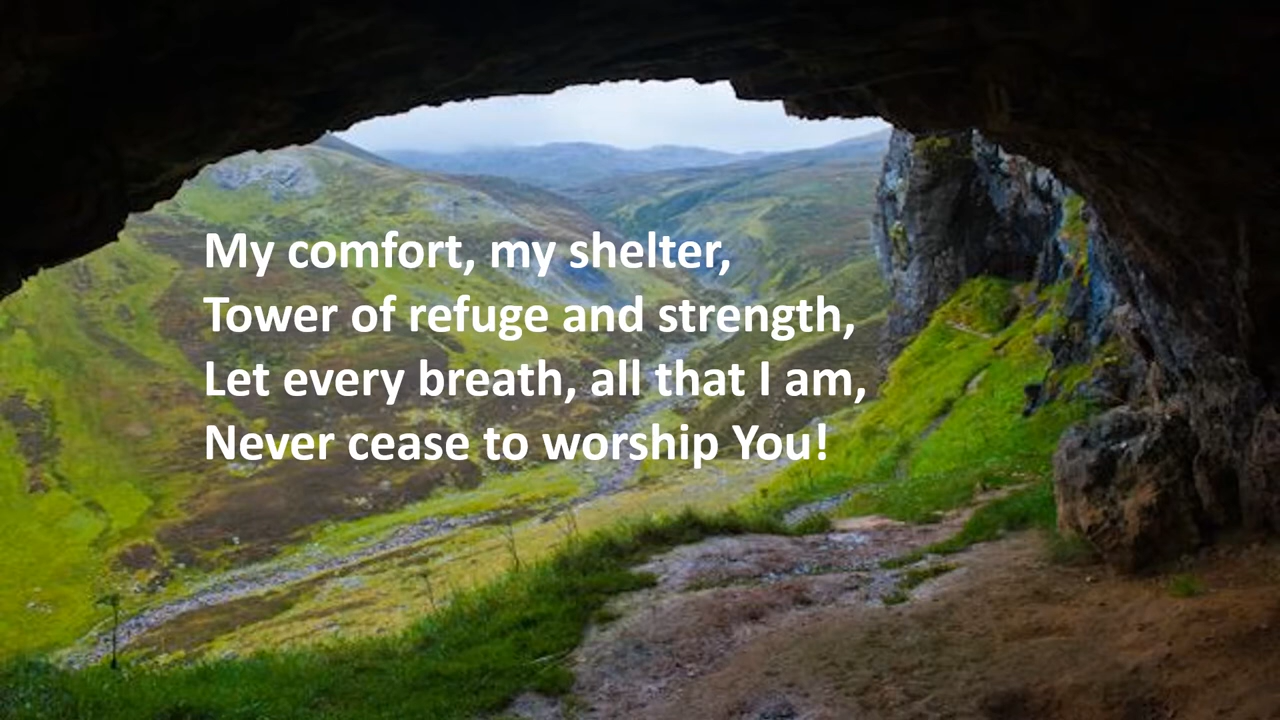 My comfort, my shelter,
Tower of refuge and strength,
Let every breath, all that I am,
Never cease to worship You!